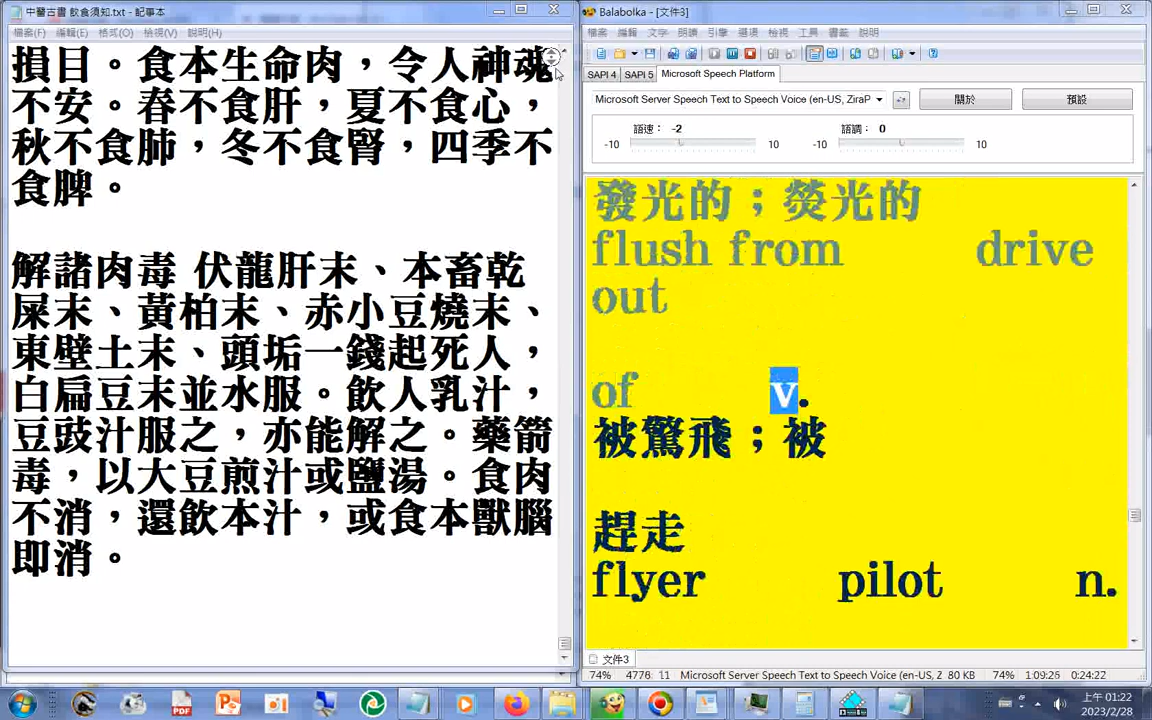 中醫古書 飲食須知.txt - 記事本
檔案(F) 編輯(E) 格式(O) 檢視(V) 說明(H)
損目。食本生命肉，令人神魂
不安。春不食肝，夏不食心，
秋不食肺，冬不食腎，四季不
食脾。
解諸肉毒 伏龍肝末、本畜乾
屎末、黃柏末、赤小豆燒末、
東壁土末、頭垢一錢起死人，
白扁豆末並水服。飲人乳汁，
豆豉汁服之，亦能解之。藥箭
毒，以大豆煎汁或鹽湯。食肉
不消，還飲本汁，或食本獸腦
即消。
Balabolka - [文件3]
檔案 編輯 文字 朗讀 引擎 選項 檢視 工具 書籤 說明
SAPI 4 SAPI 5 Microsoft Speech Platform
Microsoft Server Speech Text to Speech Voice (en-US, ZiraP
關於 預設
語速： -2 語調： 0
-10 10 -10 10
發光的；熒光的
flush from drive
out
of v.
被驚飛；被
趕走
flyer pilot n.
文件3
74% 4776: 11 Microsoft Server Speech Text to Speech Voice (en-US, Z 80 KB 74% 1:09:26 0:24:22
PDF
上午 01:22
2023/2/28